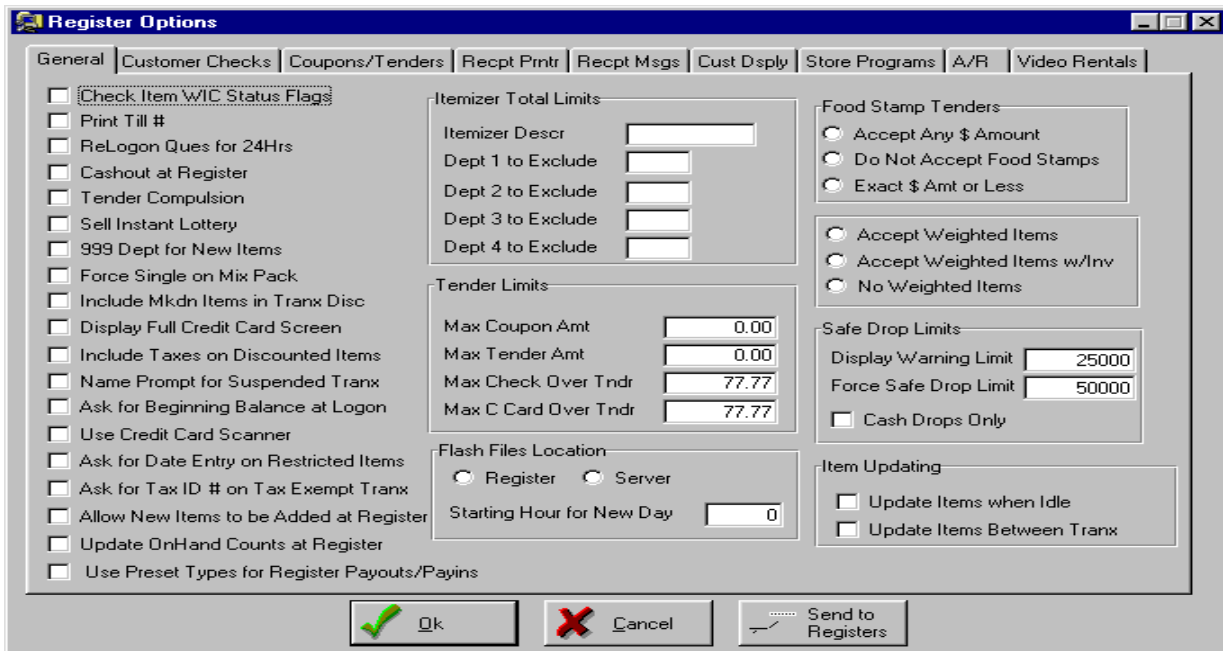 Register Options
General
Customer Checks
Coupons/Tenders
Recpt Prntr
Recpt Msgs
Cust Dsply
Store Programs
A/R
Video Rentals
Check Item WIC Status Flags
Print Till #
ReLogon Ques for 24Hrs
Cashout at Register
Tender Compulsion
Sell Instant Lottery
999 Dept for New Items
Force Single on Mix Pack
Include Mkdn Items in Tranx Disc
Display Full Credit Card Screen
Include Taxes on Discounted Items
Name Prompt for Suspended Tranx
Ask for Beginning Balance at Logon
Use Credit Card Scanner
Ask for Date Entry on Restricted Items
Ask for Tax ID # on Tax Exempt Tranx
Allow New Items to be Added at Register
Update OnHand Counts at Register
Use Preset Types for Register Payouts/Payins
Itemizer Total Limits
Itemizer Descr
Dept 1 to Exclude
Dept 2 to Exclude
Dept 3 to Exclude
Dept 4 to Exclude
Tender Limits
Max Coupon Amt 0.00
Max Tender Amt 0.00
Max Check Over Tndr 77.77
Max C Card Over Tndr 77.77
Flash Files Location
Register Server
Starting Hour for New Day 0
Food Stamp Tenders
Accept Any $ Amount
Do Not Accept Food Stamps
Exact $ Amt or Less
Accept Weighted Items
Accept Weighted Items w/Inv
No Weighted Items
Safe Drop Limits
Display Warning Limit 25000
Force Safe Drop Limit 50000
Cash Drops Only
Item Updating
Update Items when Idle
Update Items Between Tranx
Ok
Cancel
Send to
Registers